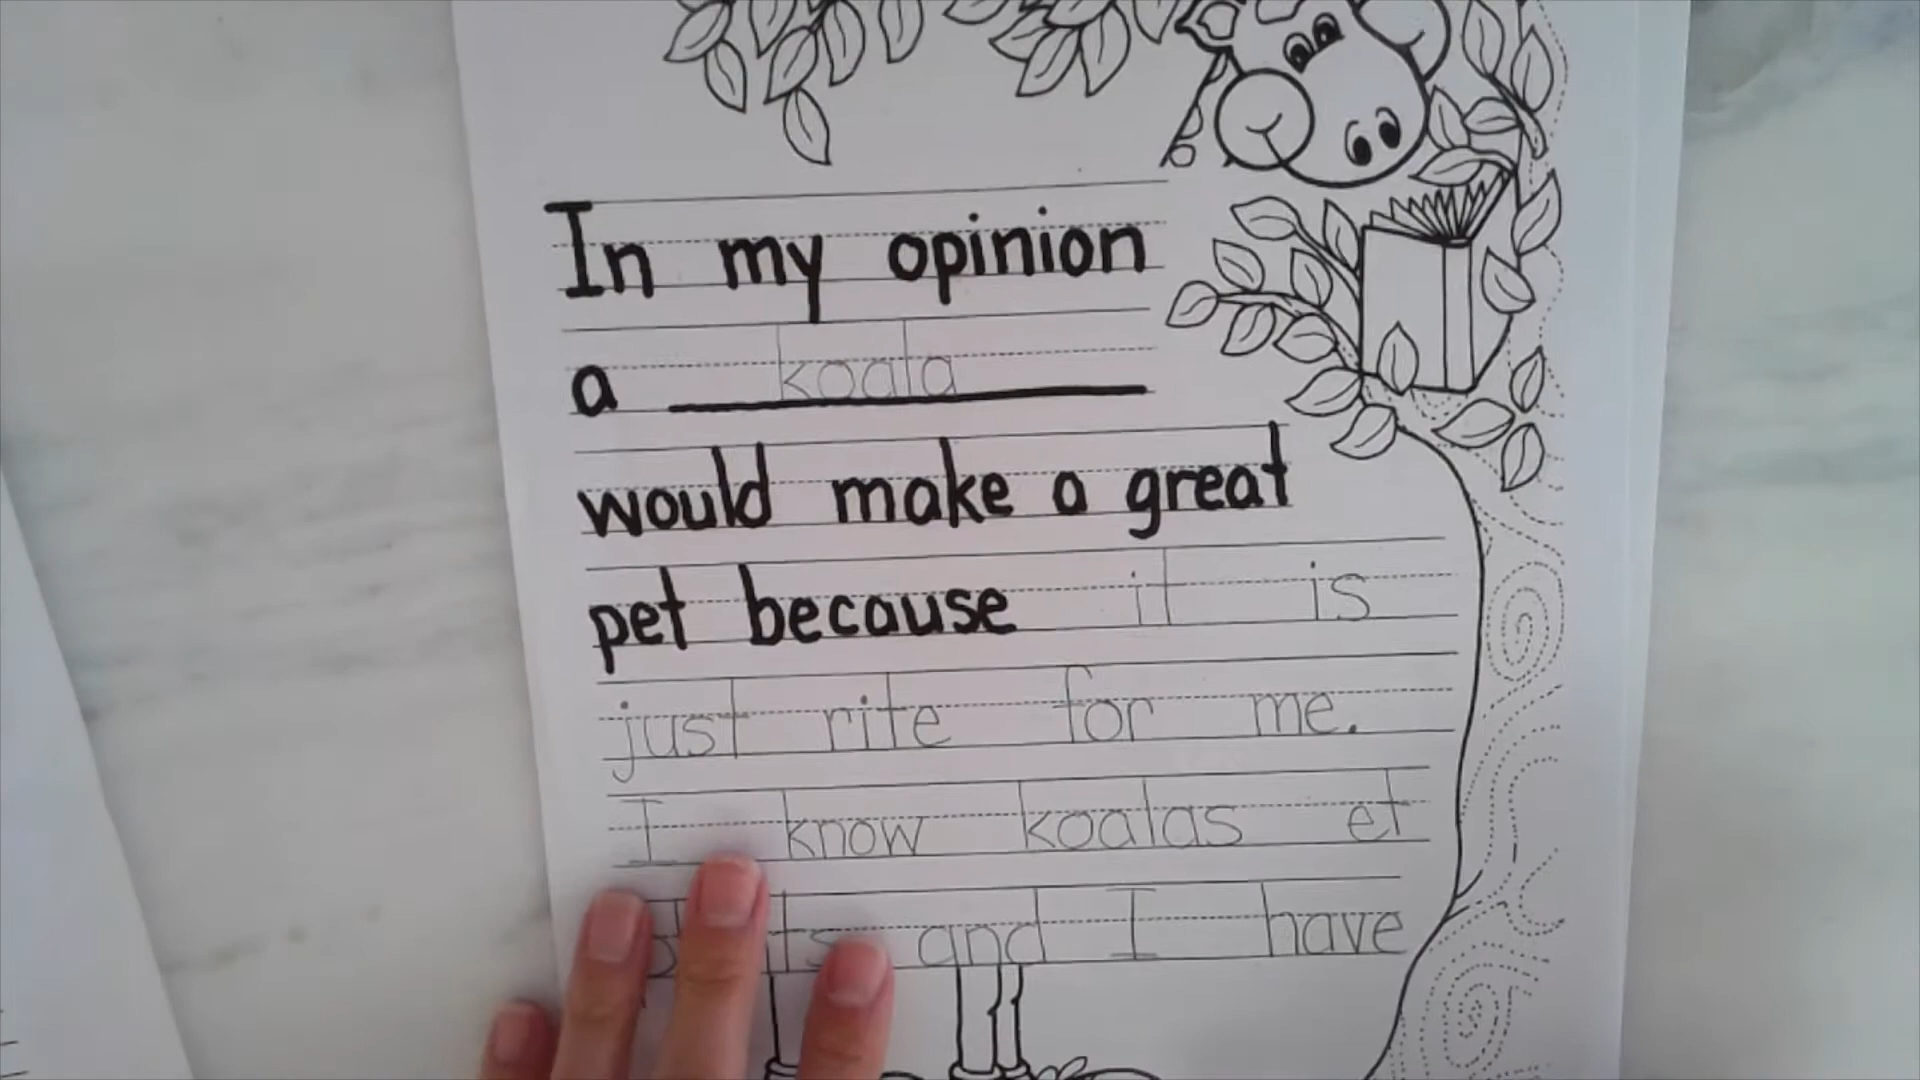 In my opinion
a koala
would make a great
pet because it is
just rite for me.
I know koalas et
and I have